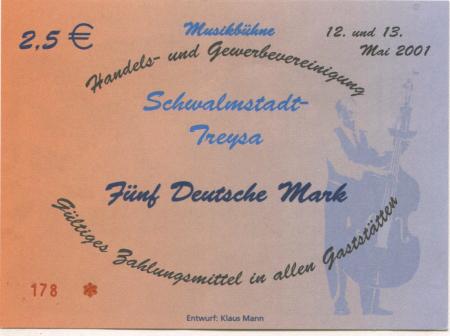 2,5 €
Musikbühne
12. und 13.
Mai 2001
Handels- und Gewerbevereinigung
Schwalmstadt-
Treysa
Fünf Deutsche Mark
Gültiges Zahlungsmittel in allen Gaststätten
178
Entwurf: Klaus Mann